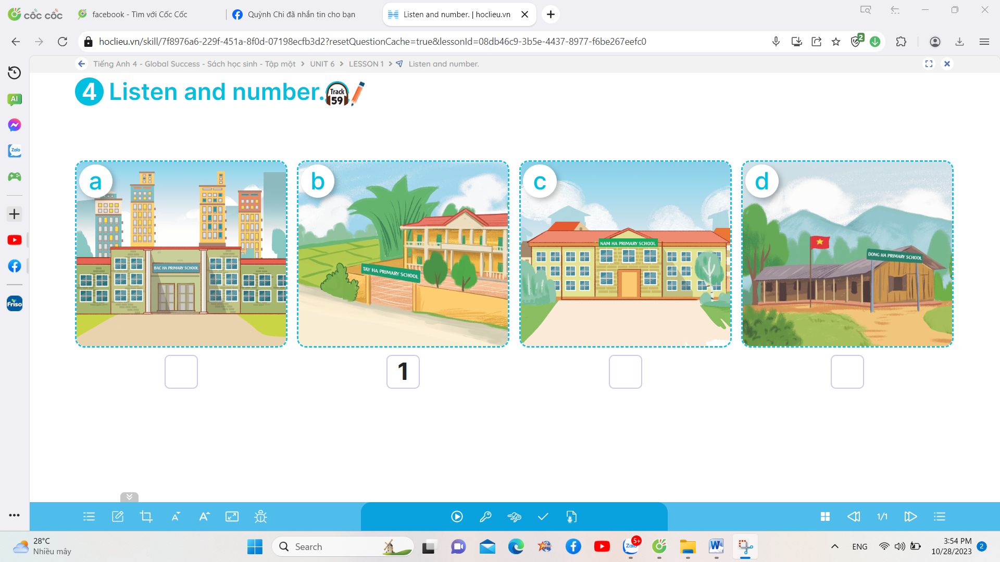 cốc cốc
facebook - Tìm với Cốc Cốc
Quỳnh Chi đã nhắn tin cho bạn
Listen and number. | hoclieu.vn
hoclieu.vn/skill/7f8976a6-229f-451a-8f0d-07198ecfb3d2?resetQuestionCache=true&lessonId=08db46c9-3b5e-4437-8977-f6be267eefc0
2
Tiếng Anh 4 - Global Success - Sách học sinh - Tập một > UNIT 6 > LESSON 1 > Listen and number.
AI
Zalo
Friso
4 Listen and number. Track 59
a
b
c
d
BAC HA PRIMARY SCHOOL
TAY HA PRIMARY SCHOOL
NAM HA PRIMARY SCHOOL
DONG HA PRIMARY SCHOOL
1
A
A
1/1
28°C
Nhiều mây
Search
Zalo
5+
W
ENG
3:54 PM
10/28/2023
2